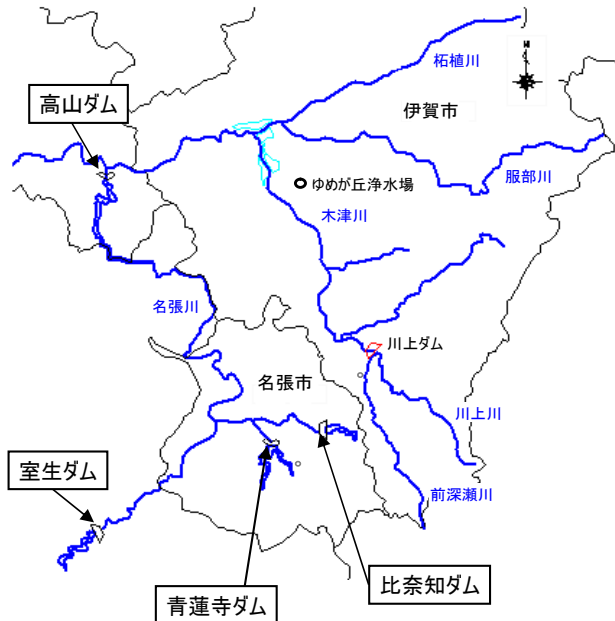 柘植川
N
高山ダム
伊賀市
服部川
ゆめが丘浄水場
木津川
名張川
川上ダム
名張市
川上川
室生ダム
前深瀬川
比奈知ダム
青蓮寺ダム